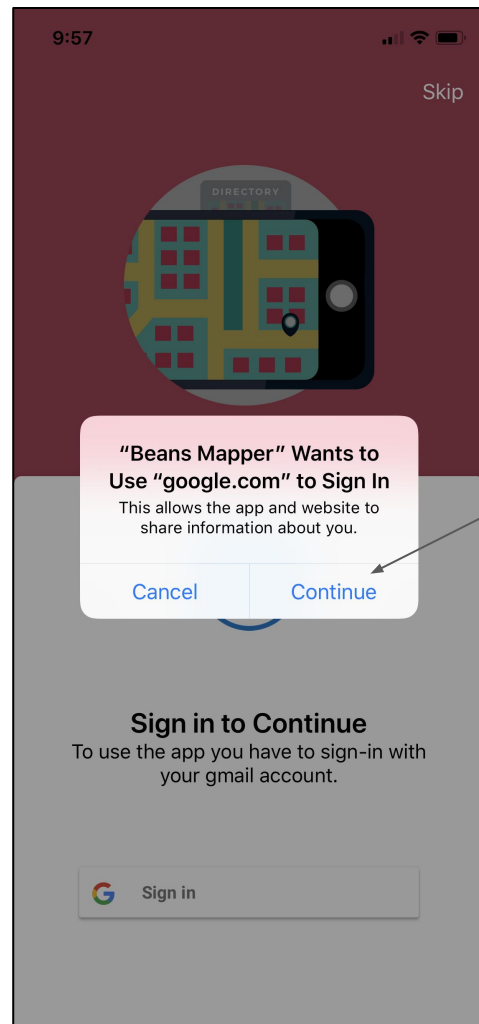 9:57
Skip
DIRECTORY
“Beans Mapper” Wants to
Use “google.com” to Sign In
This allows the app and website to
share information about you.
Cancel Continue
Sign in to Continue
To use the app you have to sign-in with
your gmail account.
G Sign in